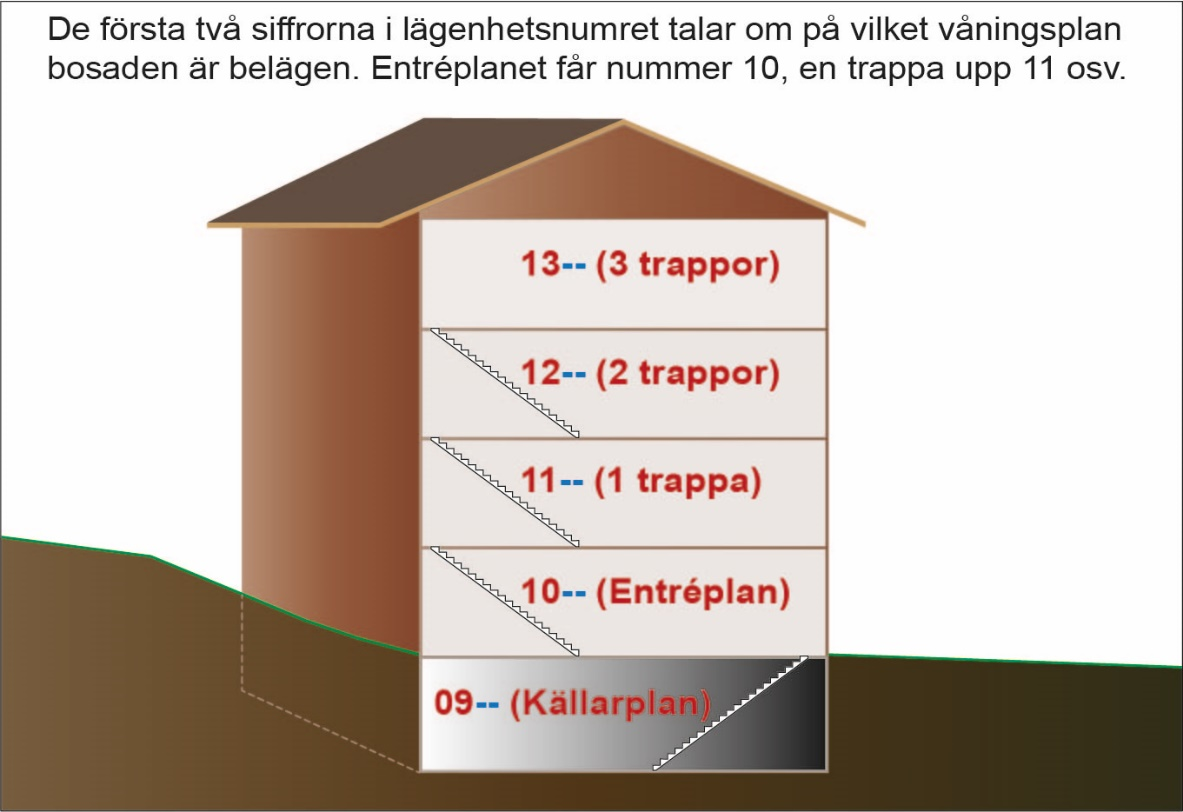 De första två siffrorna i lägenhetsnumret talar om på vilket våningsplan
bosaden är belägen. Entréplanet får nummer 10, en trappa upp 11 osv.
13-- (3 trappor)
12-- (2 trappor)
11-- (1 trappa)
10-- (Entréplan)
09-- (Källarplan)